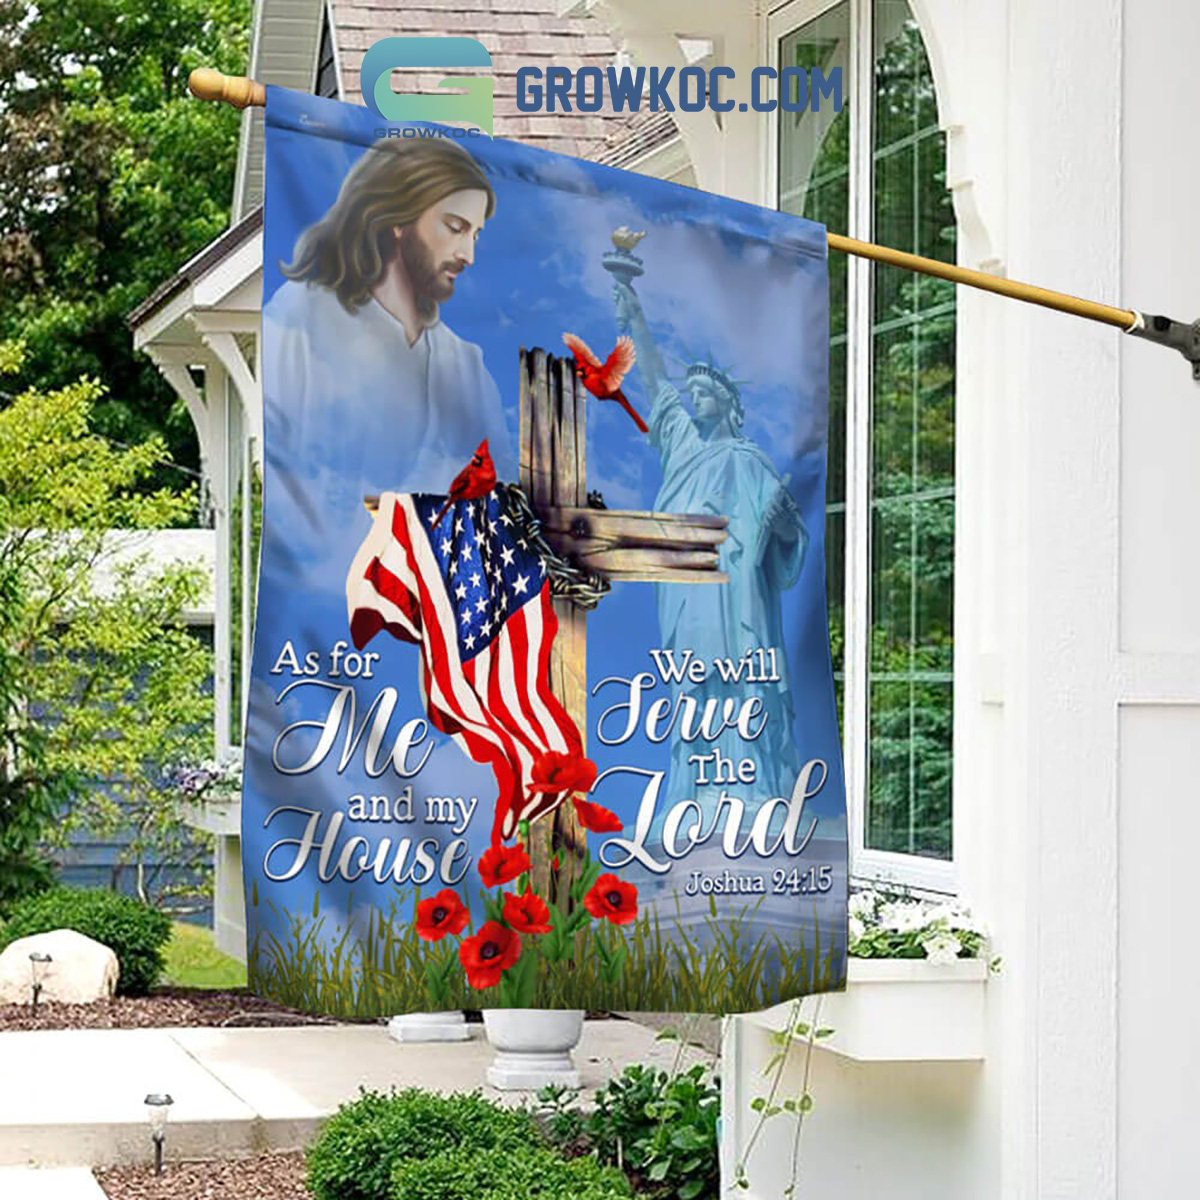 GROWKOC
GROWKOC.COM
As for
Me
and my
House
We will
Serve
The
Lord
Joshua 24:15